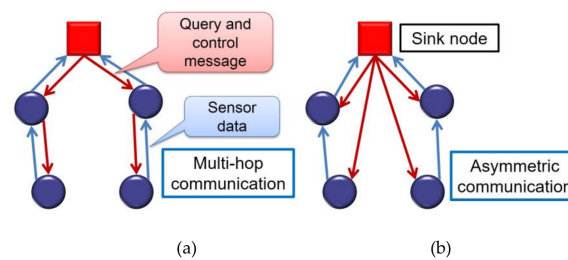 Query and
control
message
Sensor
data
Multi-hop
communication
(a)
Sink node
Asymmetric
communication
(b)